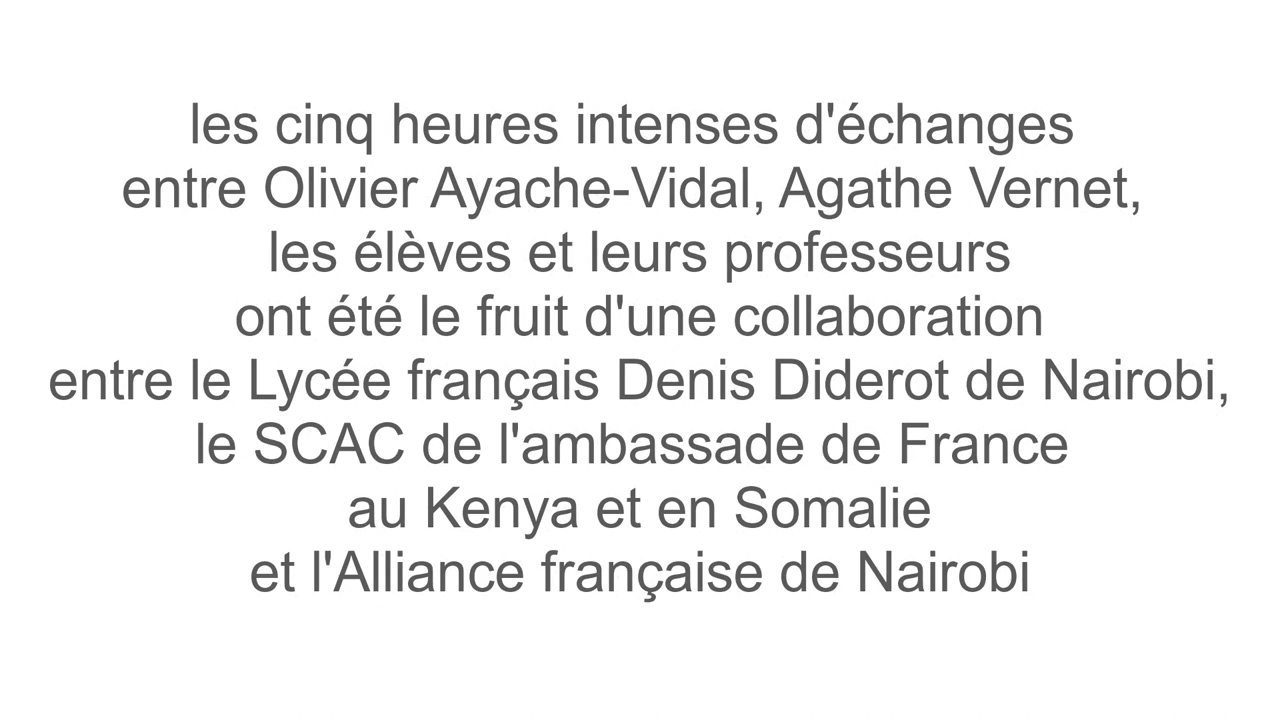 les cinq heures intenses d'échanges
entre Olivier Ayache-Vidal, Agathe Vernet,
les élèves et leurs professeurs
ont été le fruit d'une collaboration
entre le Lycée français Denis Diderot de Nairobi,
le SCAC de l'ambassade de France
au Kenya et en Somalie
et l'Alliance française de Nairobi